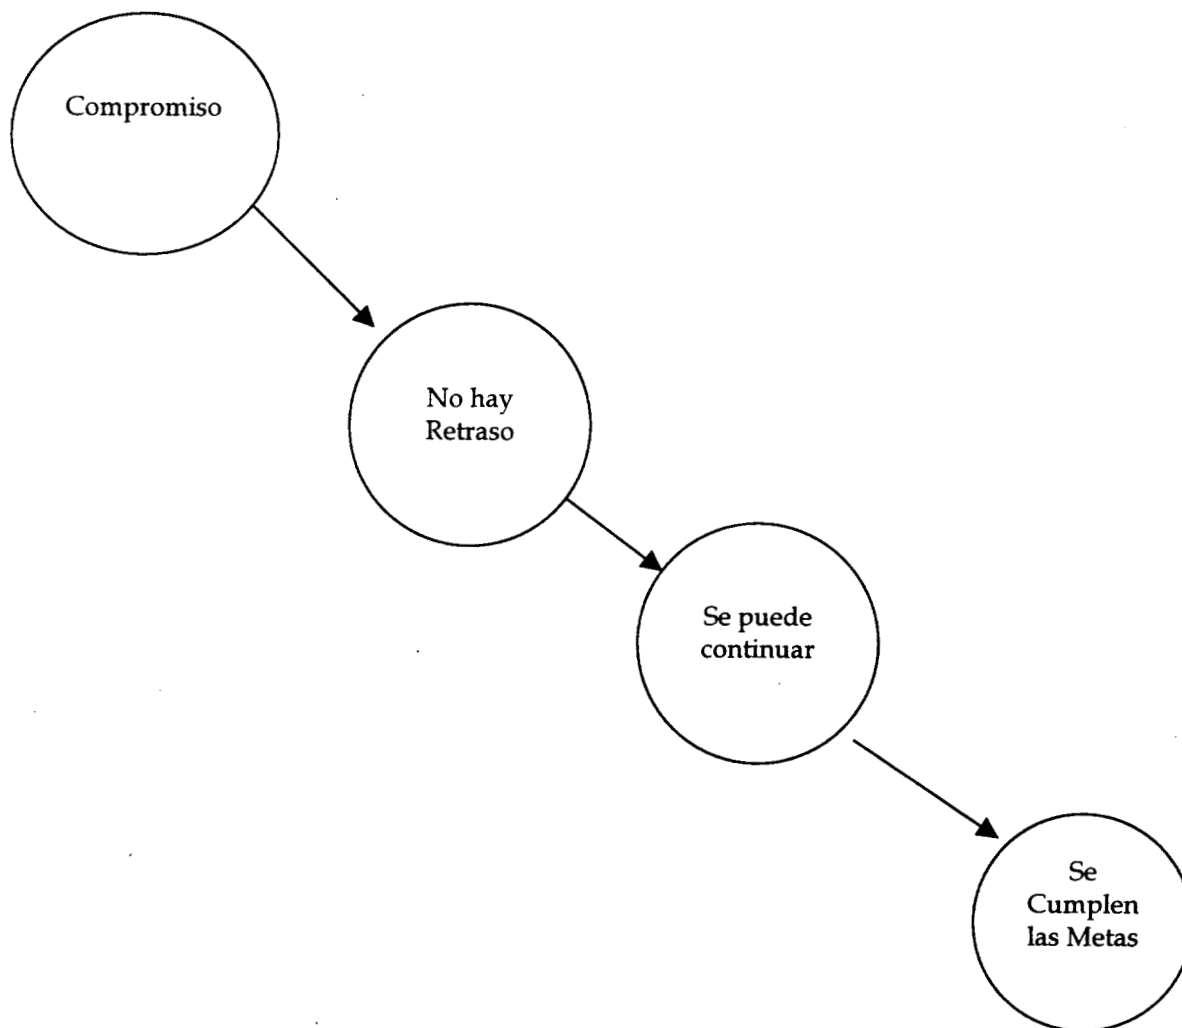 Compromiso
No hay
Retraso
Se puede
continuar
Se
Cumplen
las Metas